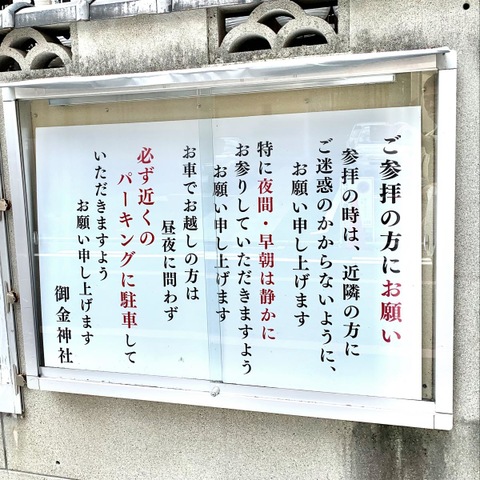 ご参拝の方にお願い
参拝の時は、近隣の方に
ご迷惑のかからないように、
お願い申し上げます
特に夜間・早朝は静かに
お参りしていただきますよう
お願い申し上げます
お車でお越しの方は
昼夜に問わず
必ず近くの
パーキングに駐車して
いただきますよう
お願い申し上げます
御金神社